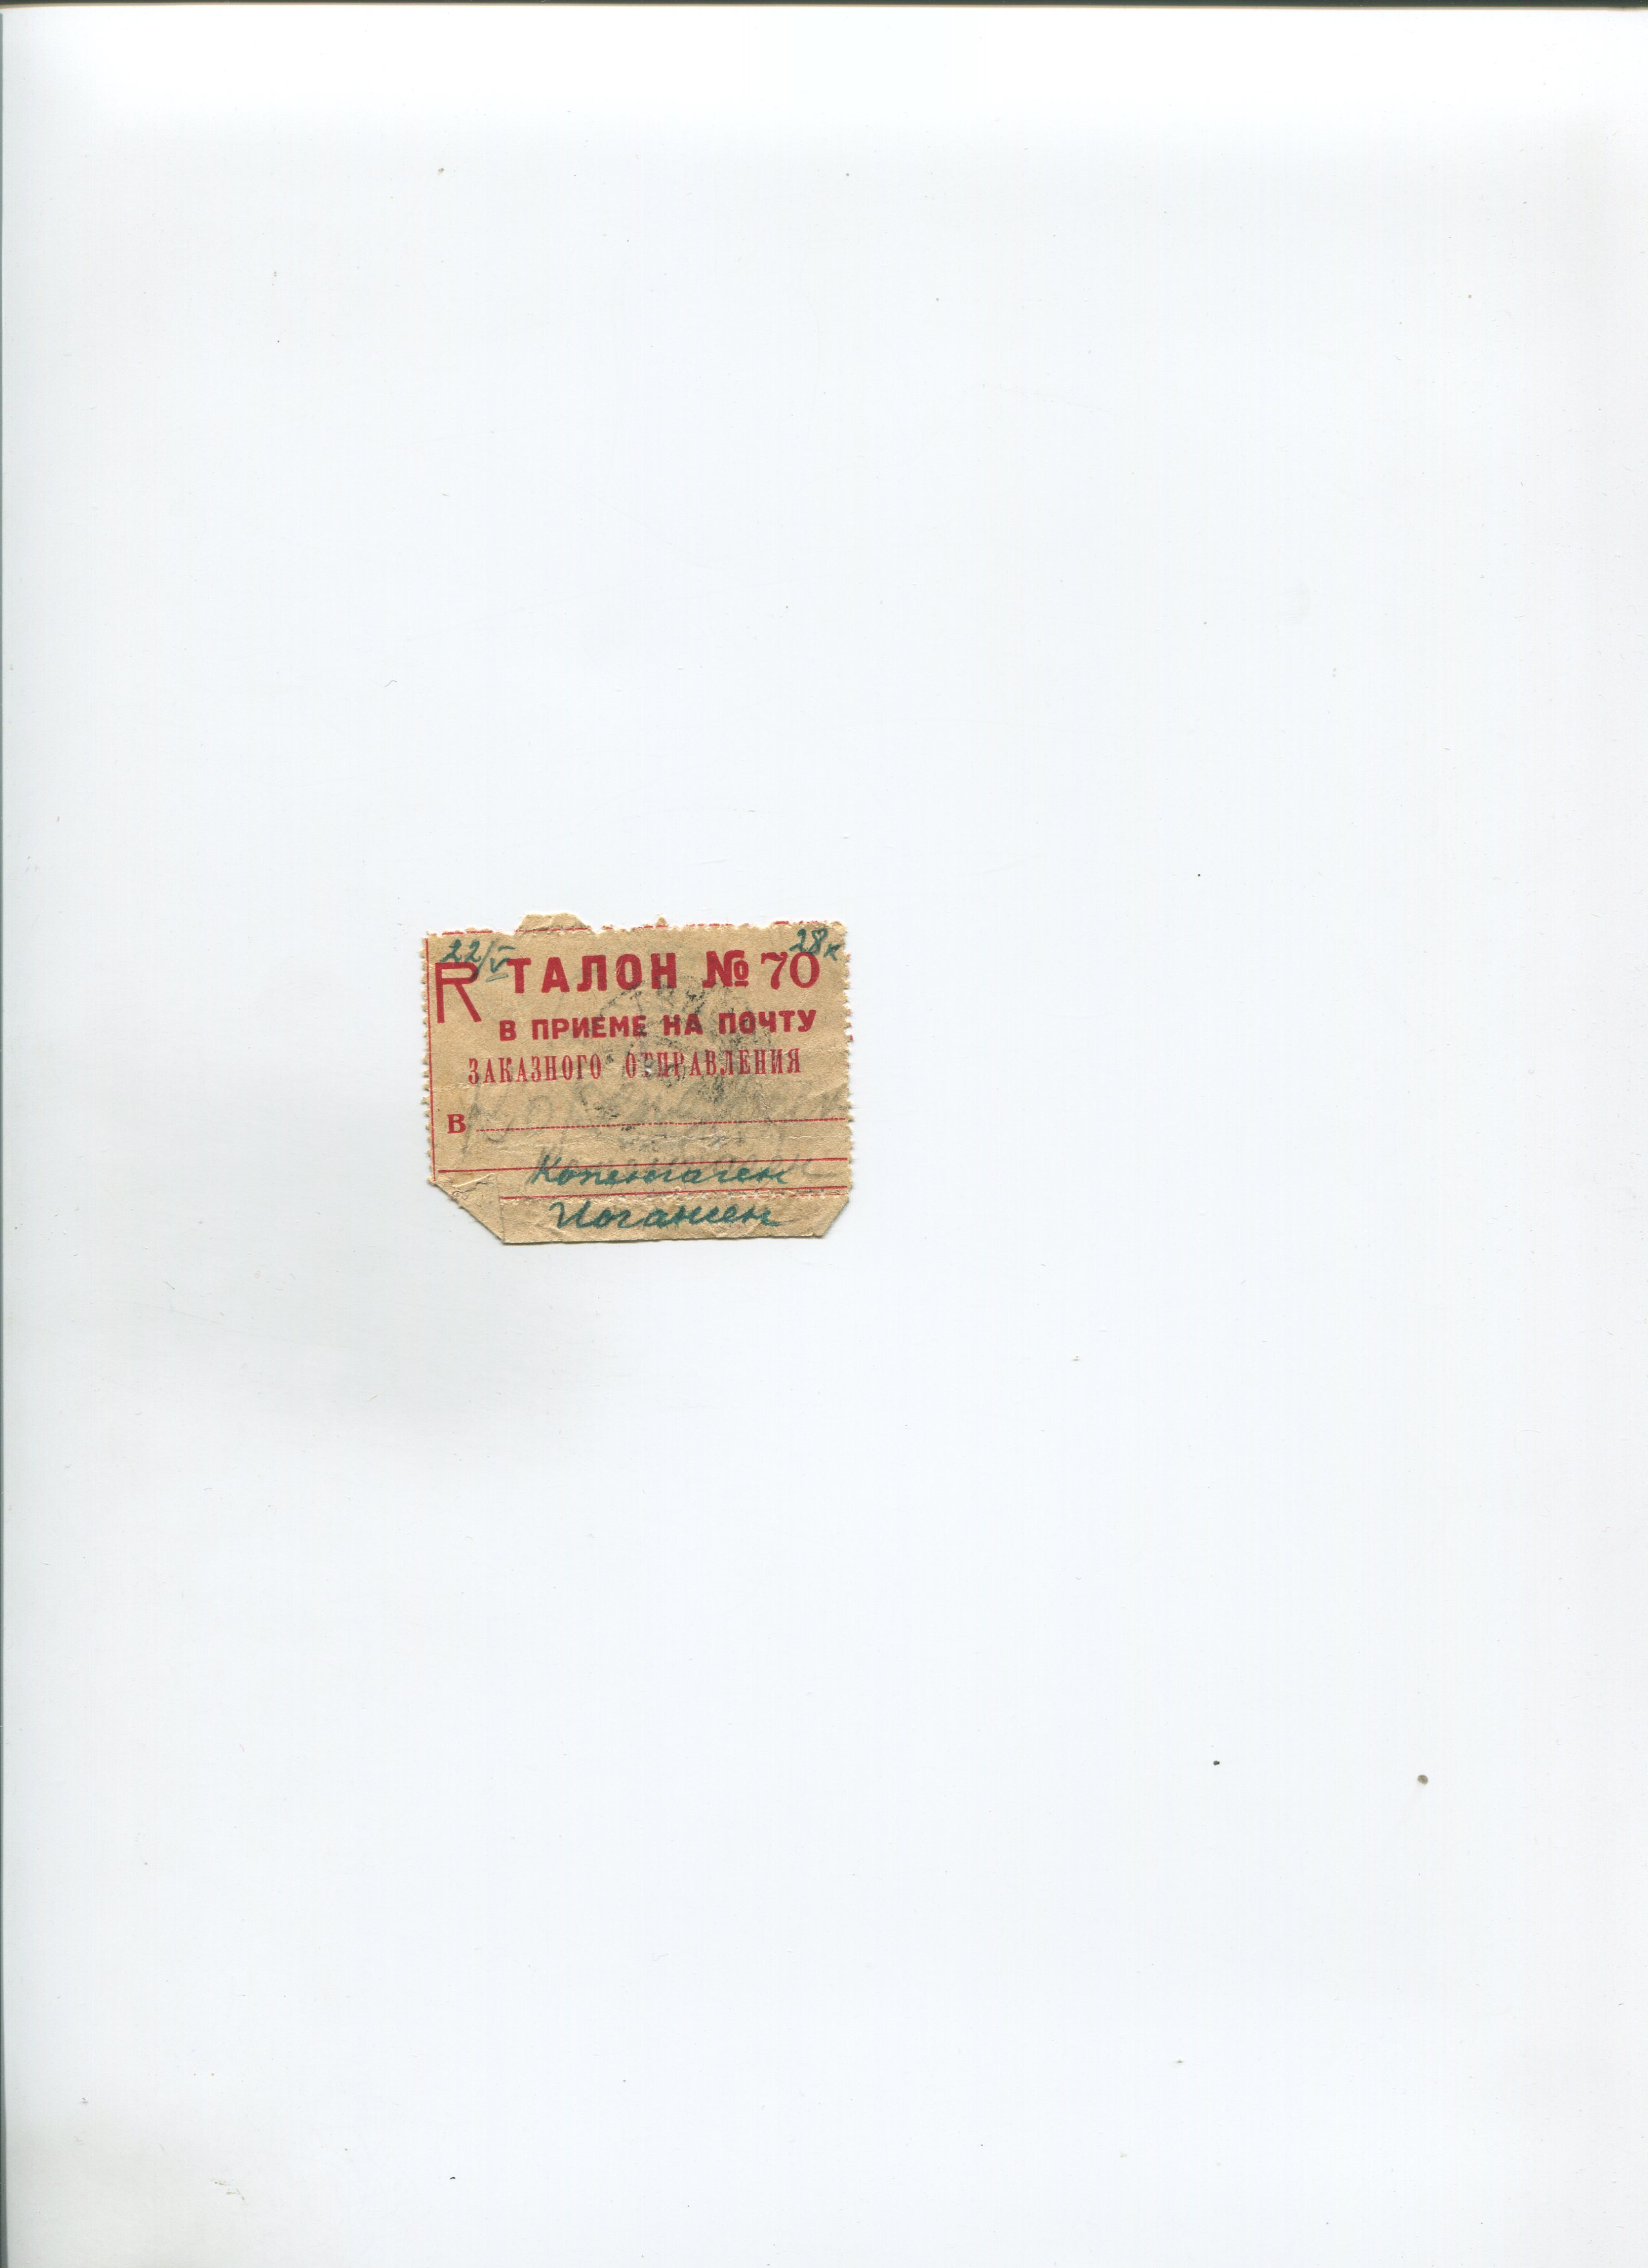 22/V 28к
R ТАЛОН № 70
В ПРИЕМЕ НА ПОЧТУ
ЗАКАЗНОГО ОТПРАВЛЕНИЯ
В
Копенгаген
Иогансен